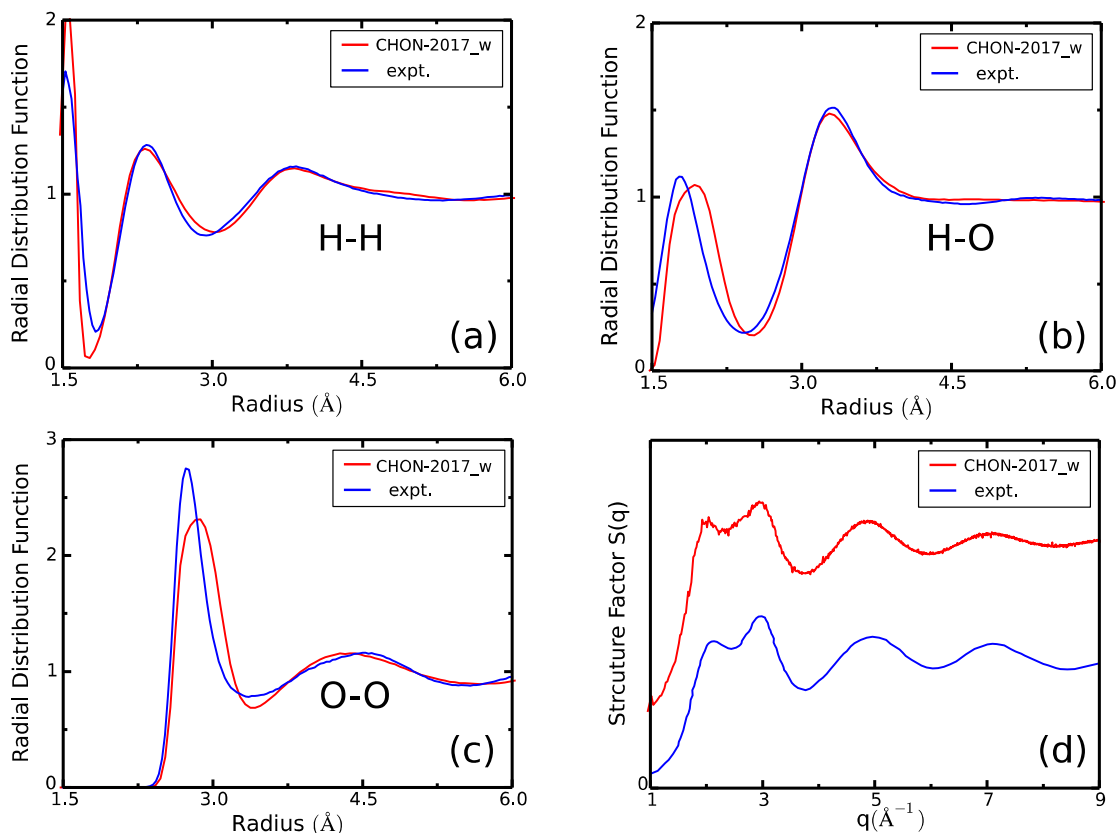 2
CHON-2017_w
expt.
Radial Distribution Function
1
H-H
(a)
0
1.5 3.0 4.5 6.0
Radius (Å)
2
CHON-2017_w
expt.
Radial Distribution Function
1
H-O
(b)
0
1.5 3.0 4.5 6.0
Radius (Å)
3
CHON-2017_w
expt.
Radial Distribution Function
2
1
O-O
(c)
0
1.5 3.0 4.5 6.0
Radius (Å)
CHON-2017_w
expt.
Strcuture Factor S(q)
(d)
0
1 3 5 7 9
q(Å⁻¹)